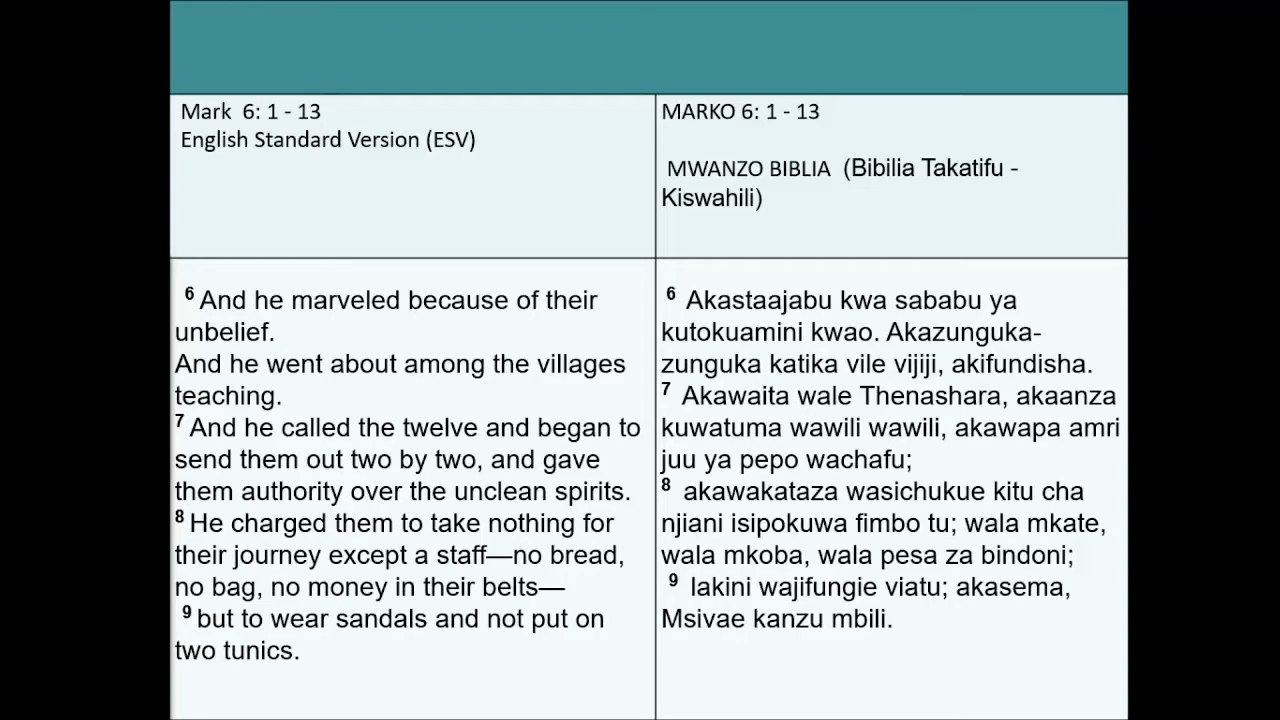 Mark 6: 1 - 13
English Standard Version (ESV)
MARKO 6: 1 - 13
MWANZO BIBLIA (Bibilia Takatifu -
Kiswahili)
6 And he marveled because of their
unbelief.
And he went about among the villages
teaching.
7 And he called the twelve and began to
send them out two by two, and gave
them authority over the unclean spirits.
8 He charged them to take nothing for
their journey except a staff—no bread,
no bag, no money in their belts—
9 but to wear sandals and not put on
two tunics.
6 Akastaajabu kwa sababu ya
kutokuamini kwao. Akazunguka-
zunguka katika vile vijiji, akifundisha.
7 Akawaita wale Thenashara, akaanza
kuwatuma wawili wawili, akawapa amri
juu ya pepo wachafu;
8 akawakataza wasichukue kitu cha
njiani isipokuwa fimbo tu; wala mkate,
wala mkoba, wala pesa za bindoni;
9 lakini wajifungie viatu; akasema,
Msivae kanzu mbili.